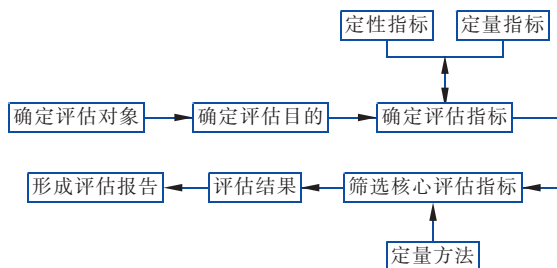 定性指标
定量指标
确定评估对象
确定评估目的
确定评估指标
形成评估报告
评估结果
筛选核心评估指标
定量方法